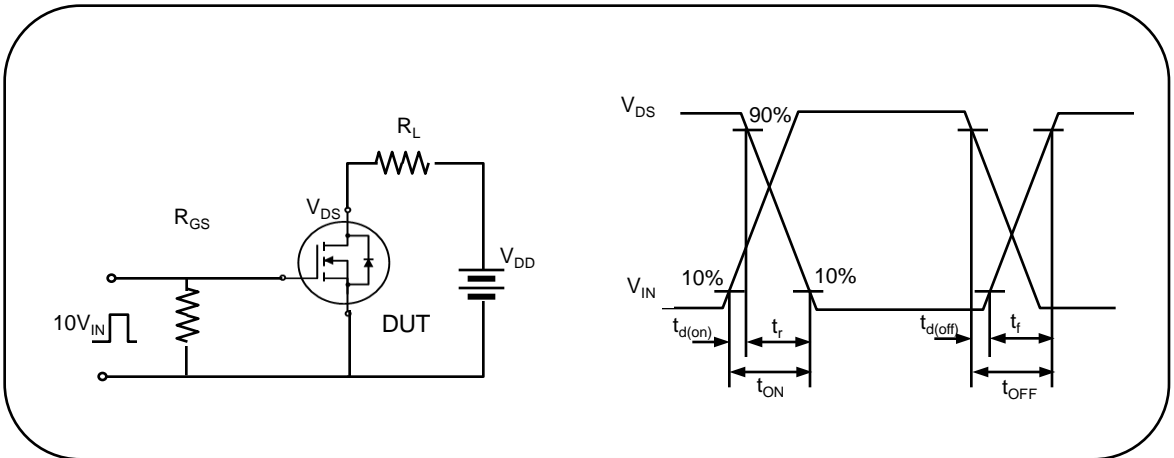 R_L
R_GS
V_DS
V_DD
10V_IN
DUT
V_DS
90%
V_IN
10%
10%
t_d(on)
t_r
t_d(off)
t_f
t_ON
t_OFF